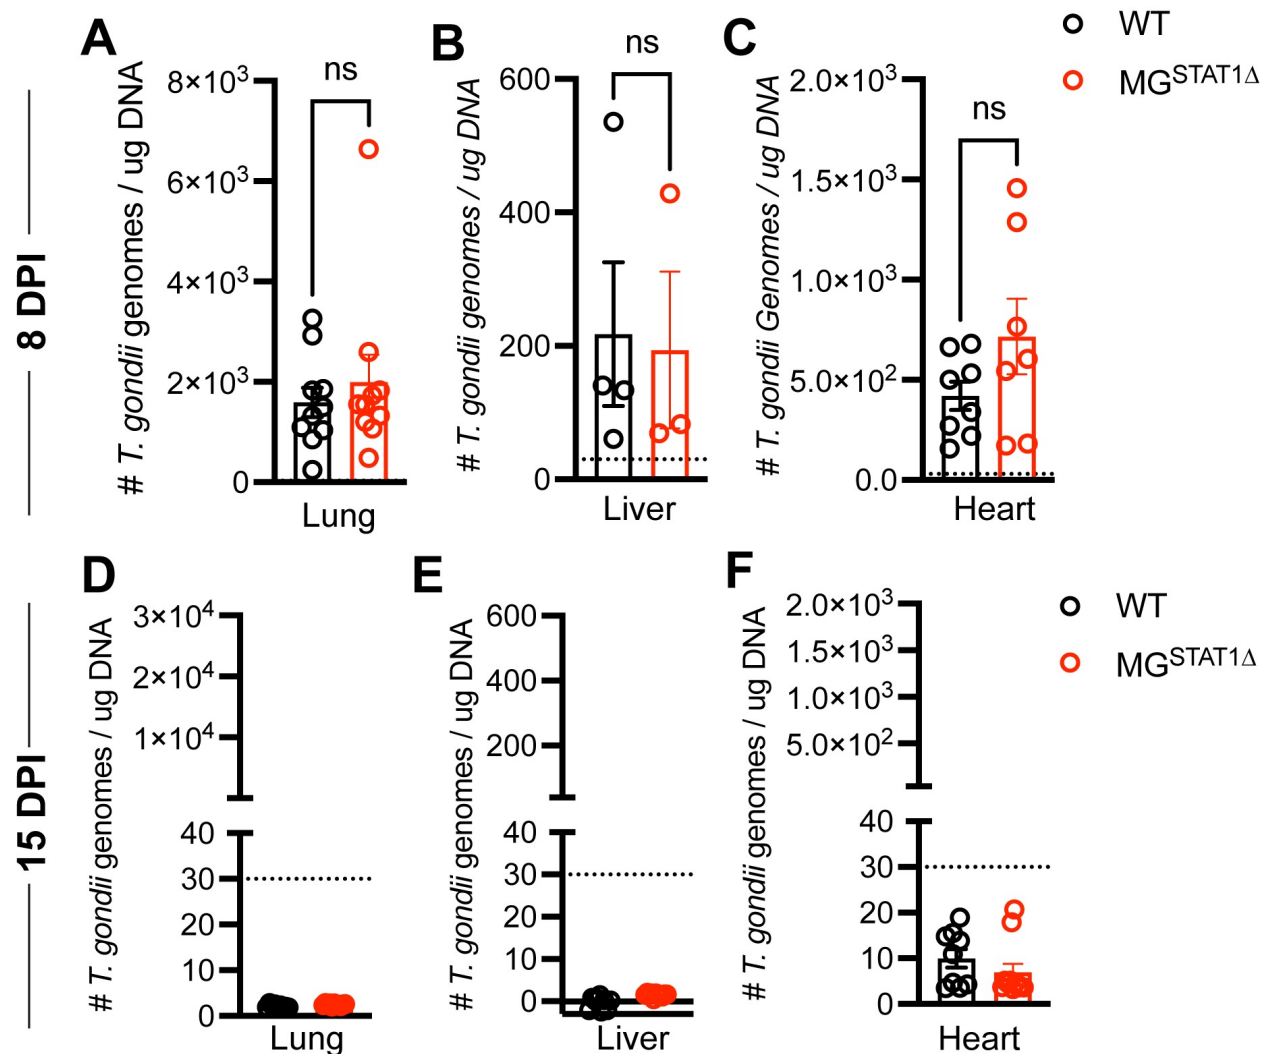 A
B
C
WT
MG^STAT1Δ
8 DPI
# T. gondii genomes / ug DNA
8×10³
6×10³
4×10³
2×10³
0
ns
Lung
# T. gondii genomes / ug DNA
600
400
200
0
ns
Liver
# T. gondii Genomes / ug DNA
2.0×10³
1.5×10³
1.0×10³
5.0×10²
0.0
ns
Heart
D
E
F
WT
MG^STAT1Δ
15 DPI
# T. gondii genomes / ug DNA
3×10⁴
2×10⁴
1×10⁴
40
30
20
10
0
Lung
# T. gondii genomes / ug DNA
600
400
200
40
30
20
10
0
Liver
# T. gondii genomes / ug DNA
2.0×10³
1.5×10³
1.0×10³
5.0×10²
40
30
20
10
0
Heart